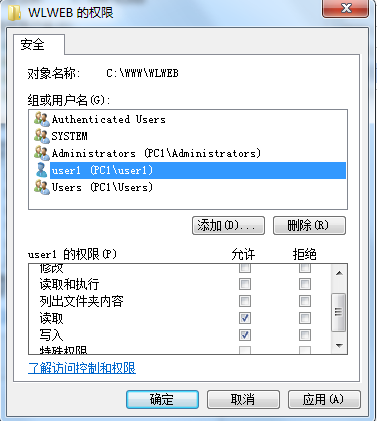 WLWEB 的权限
安全
对象名称: C:\WWW\WLWEB
组或用户名(G):
Authenticated Users
SYSTEM
Administrators (PC1\Administrators)
user1 (PC1\user1)
Users (PC1\Users)
添加(D)... 删除(R)
user1 的权限(P) 允许 拒绝
修改
读取和执行
列出文件夹内容
读取
写入
特殊权限
了解访问控制和权限
确定 取消 应用(A)